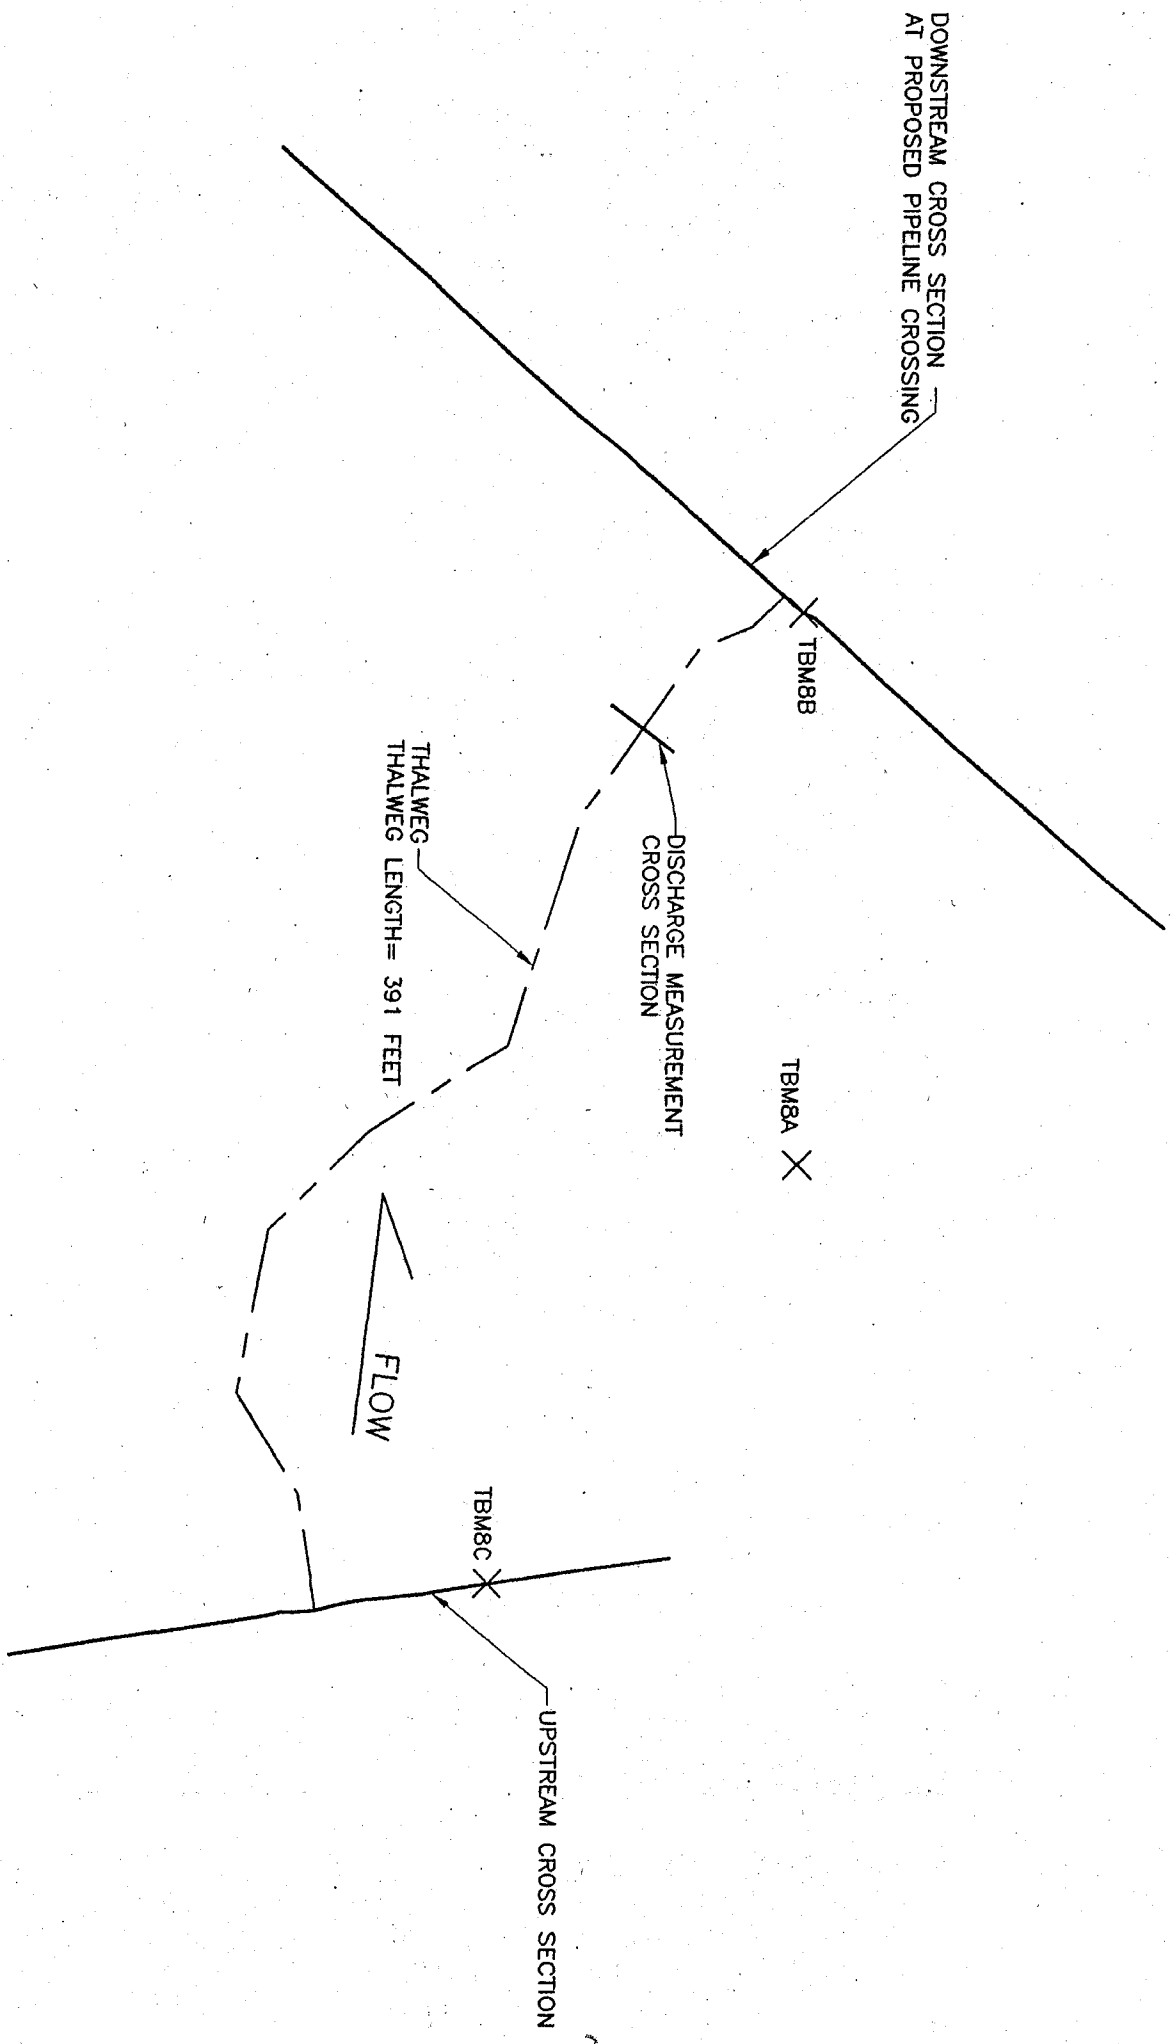 DOWNSTREAM CROSS SECTION
AT PROPOSED PIPELINE CROSSING
TBM8B
DISCHARGE MEASUREMENT
CROSS SECTION
THALWEG
THALWEG LENGTH= 391 FEET
TBM8A
FLOW
TBM8C
UPSTREAM CROSS SECTION